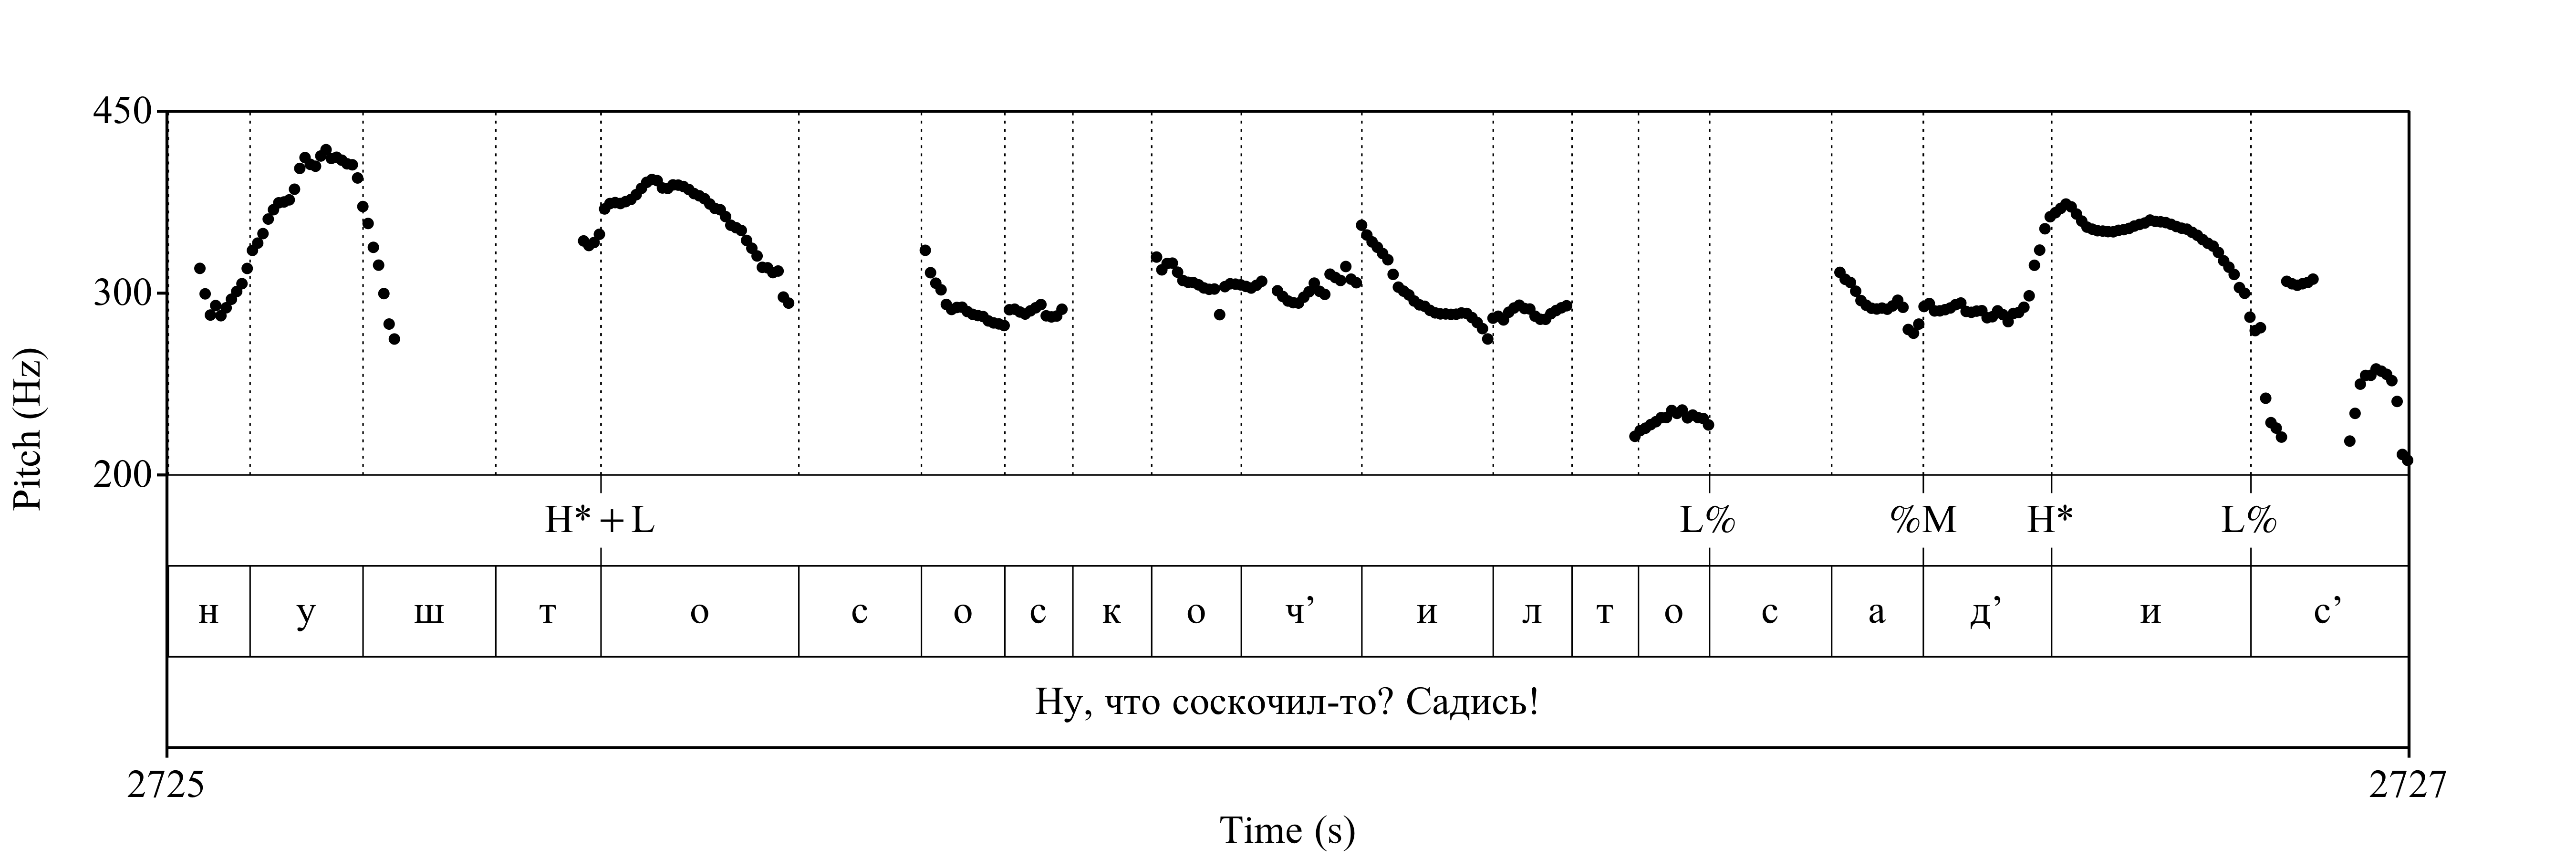 450
300
200
Pitch (Hz)
H* + L L% %M H* L%
н у ш т о с о с к о ч’ и л т о с а д’ и с’
Ну, что соскочил-то? Садись!
2725 2727
Time (s)